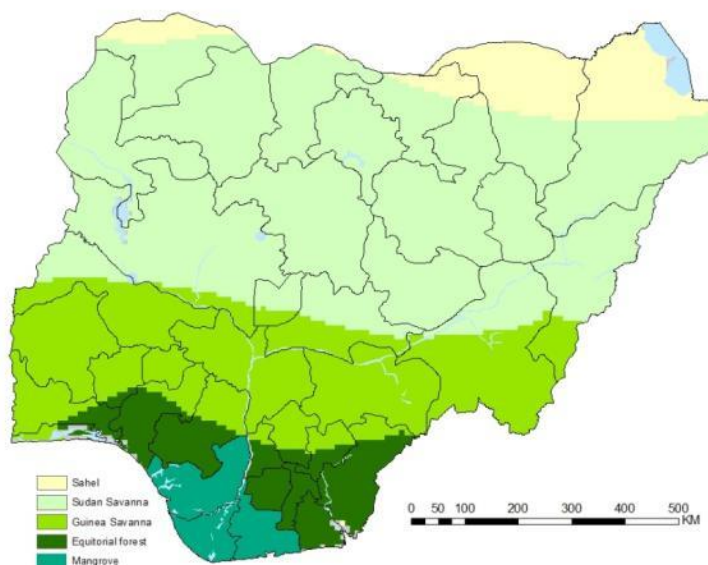 Sahel
Sudan Savanna
Guinea Savanna
Equitorial forest
Mangrove
0 50 100 200 300 400 500
KM